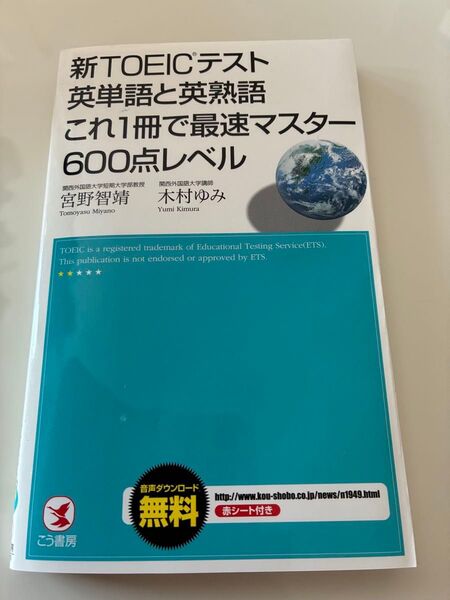 新TOEIC®テスト
英単語と英熟語
これ1冊で最速マスター
600点レベル
関西外国語大学短期大学部教授
宮野智靖
Tomoyasu Miyano
関西外国語大学講師
木村ゆみ
Yumi Kimura
TOEIC is a registered trademark of Educational Testing Service(ETS).
This publication is not endorsed or approved by ETS.
★★★★★
音声ダウンロード
無料
http://www.kou-shobo.co.jp/news/n1949.html
赤シート付き
こう書房